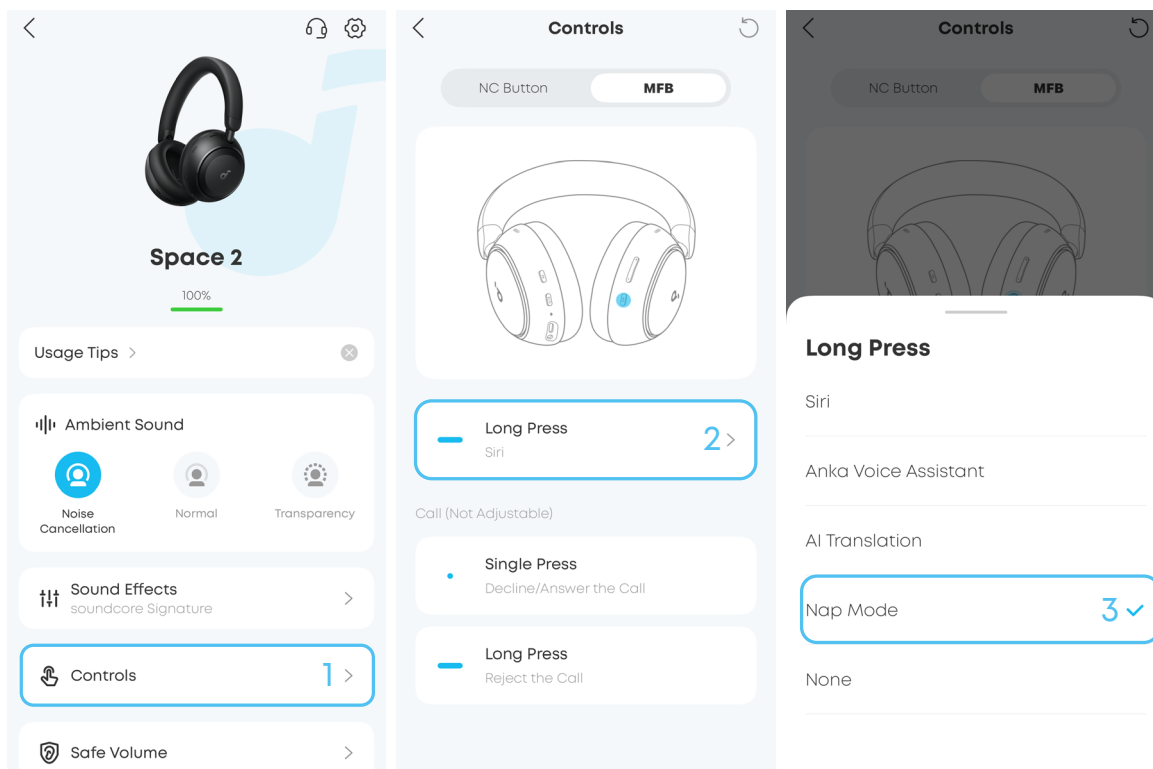 Space 2
100%
Usage Tips
Ambient Sound
Noise
Cancellation
Normal
Transparency
Sound Effects
soundcore Signature
Controls
1
Safe Volume
Controls
NC Button
MFB
Long Press
Siri
2
Call (Not Adjustable)
Single Press
Decline/Answer the Call
Long Press
Reject the Call
Controls
NC Button
MFB
Long Press
Siri
Anka Voice Assistant
AI Translation
Nap Mode
3
None